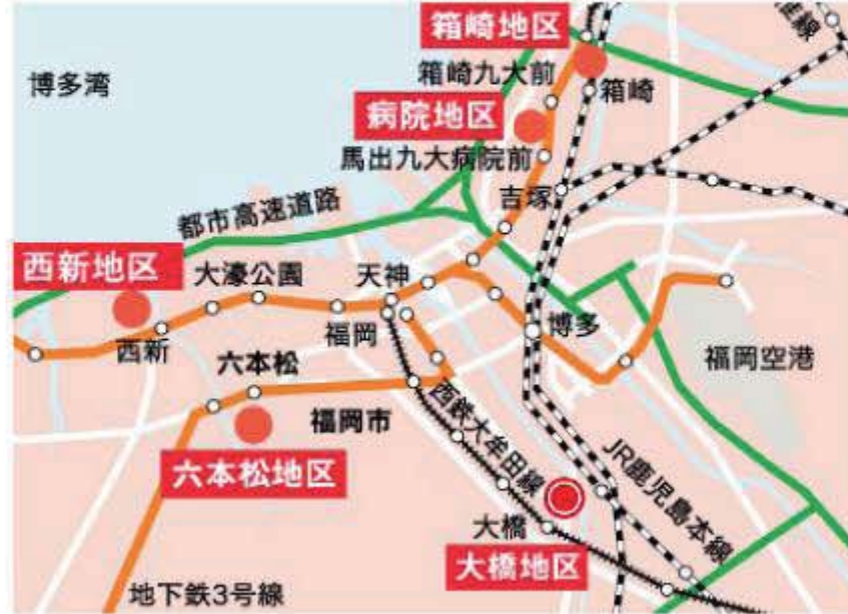 箱崎地区
箱崎九大前
箱崎
博多湾
病院地区
馬出九大病院前
吉塚
都市高速道路
西新地区
大濠公園
天神
西新
福岡
博多
福岡空港
六本松
福岡市
西鉄大牟田線
六本松地区
JR鹿児島本線
大橋
大橋地区
地下鉄3号線